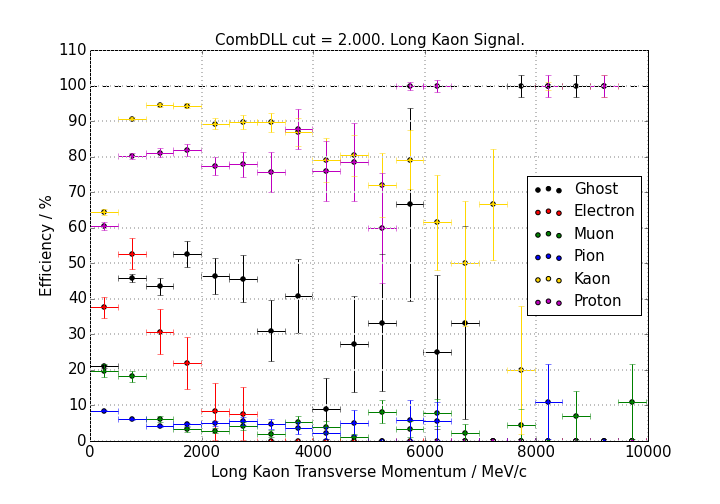 CombDLL cut = 2.000. Long Kaon Signal.
110
100
90
80
70
60
50
40
30
20
10
0
Efficiency / %
Ghost
Electron
Muon
Pion
Kaon
Proton
0 2000 4000 6000 8000 10000
Long Kaon Transverse Momentum / MeV/c